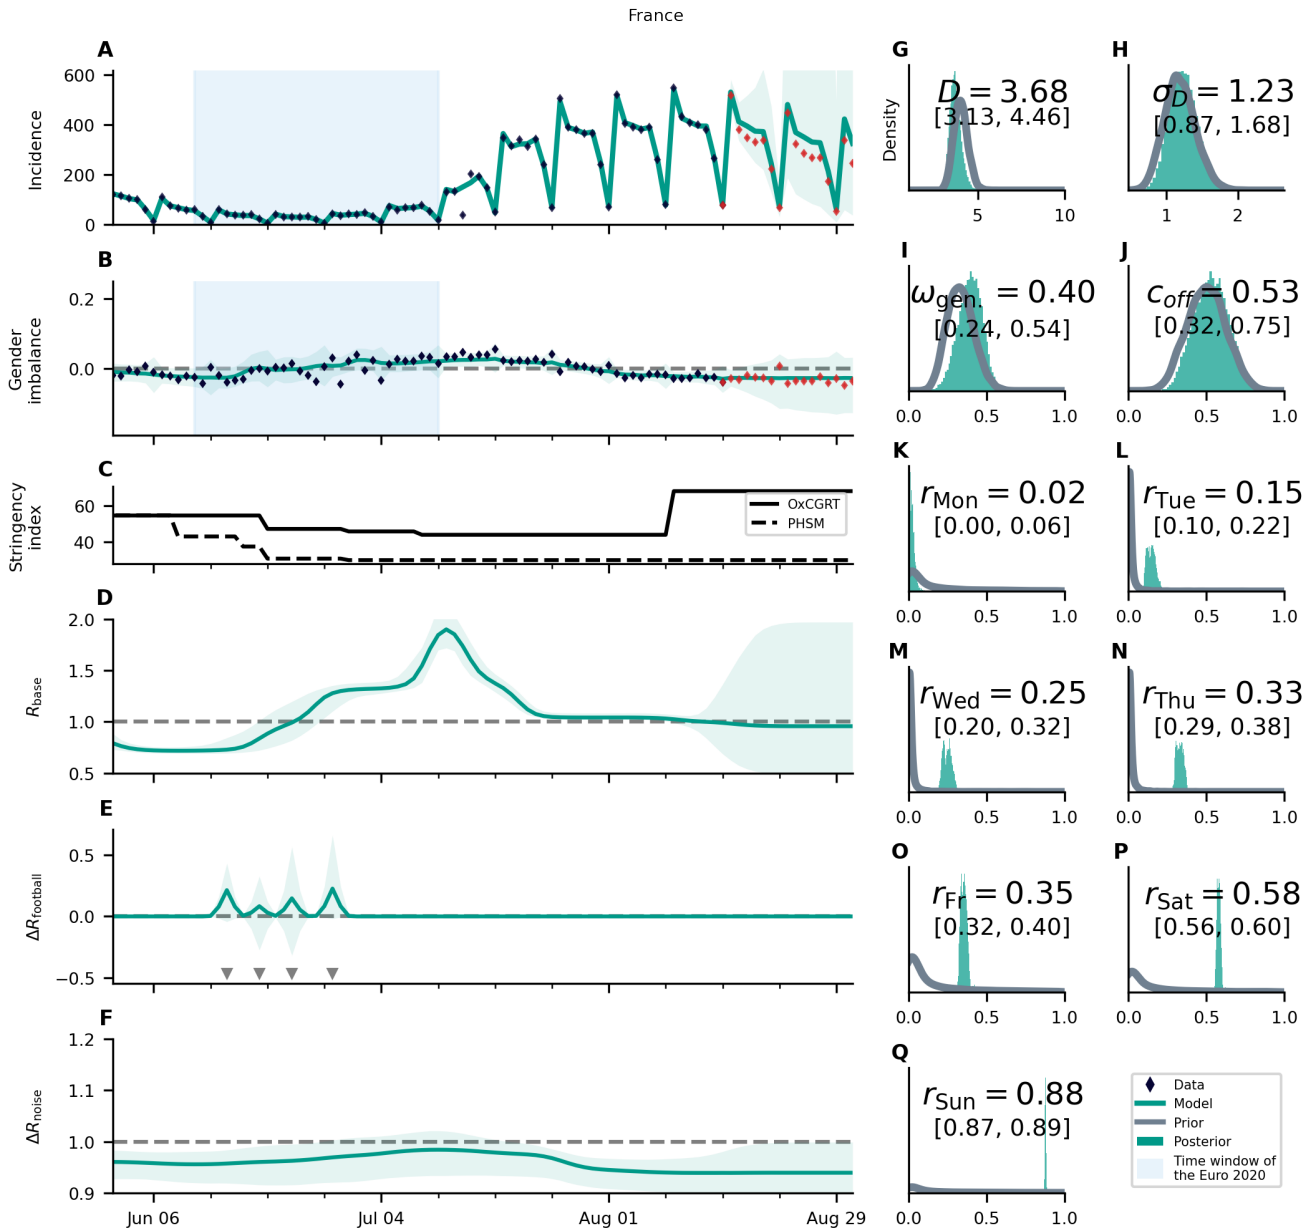 France
A
600
400
200
0
Incidence
B
0.2
0.0
Gender
imbalance
C
60
40
Stringency
index
OxCGRT
PHSM
D
2.0
1.5
1.0
0.5
R_base
E
0.5
0.0
−0.5
ΔR_football
F
1.2
1.1
1.0
0.9
ΔR_noise
Jun 06
Jul 04
Aug 01
Aug 29
G
Density
D = 3.68
[3.13, 4.46]
5
10
H
σ_D = 1.23
[0.87, 1.68]
1
2
I
ω_gen. = 0.40
[0.24, 0.54]
0.0
0.5
1.0
J
c_off = 0.53
[0.32, 0.75]
0.0
0.5
1.0
K
r_Mon = 0.02
[0.00, 0.06]
0.0
0.5
1.0
L
r_Tue = 0.15
[0.10, 0.22]
0.0
0.5
1.0
M
r_Wed = 0.25
[0.20, 0.32]
0.0
0.5
1.0
N
r_Thu = 0.33
[0.29, 0.38]
0.0
0.5
1.0
O
r_Fr = 0.35
[0.32, 0.40]
0.0
0.5
1.0
P
r_Sat = 0.58
[0.56, 0.60]
0.0
0.5
1.0
Q
r_Sun = 0.88
[0.87, 0.89]
0.0
0.5
1.0
Data
Model
Prior
Posterior
Time window of
the Euro 2020